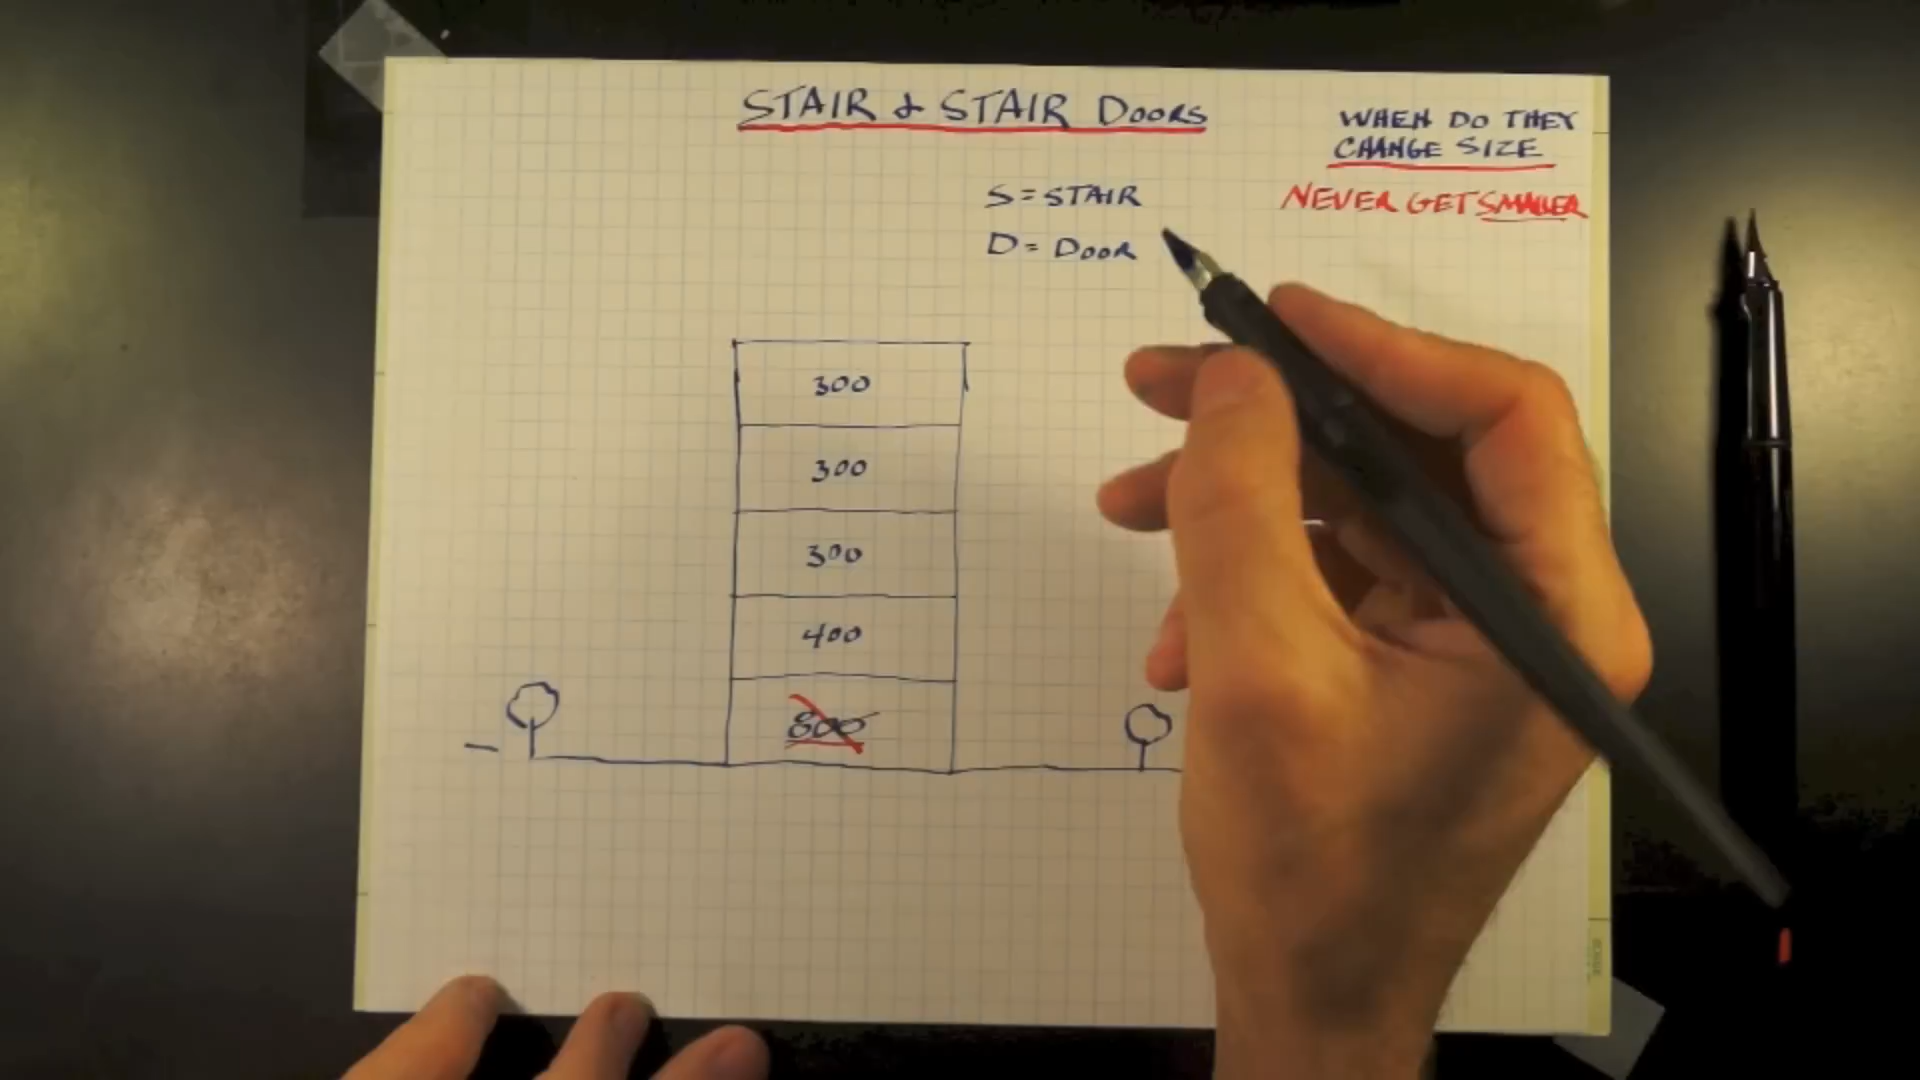 STAIR & STAIR DOORS
WHEN DO THEY
CHANGE SIZE
NEVER GET SMALLER
S = STAIR
D = DOOR
300
300
300
400
800